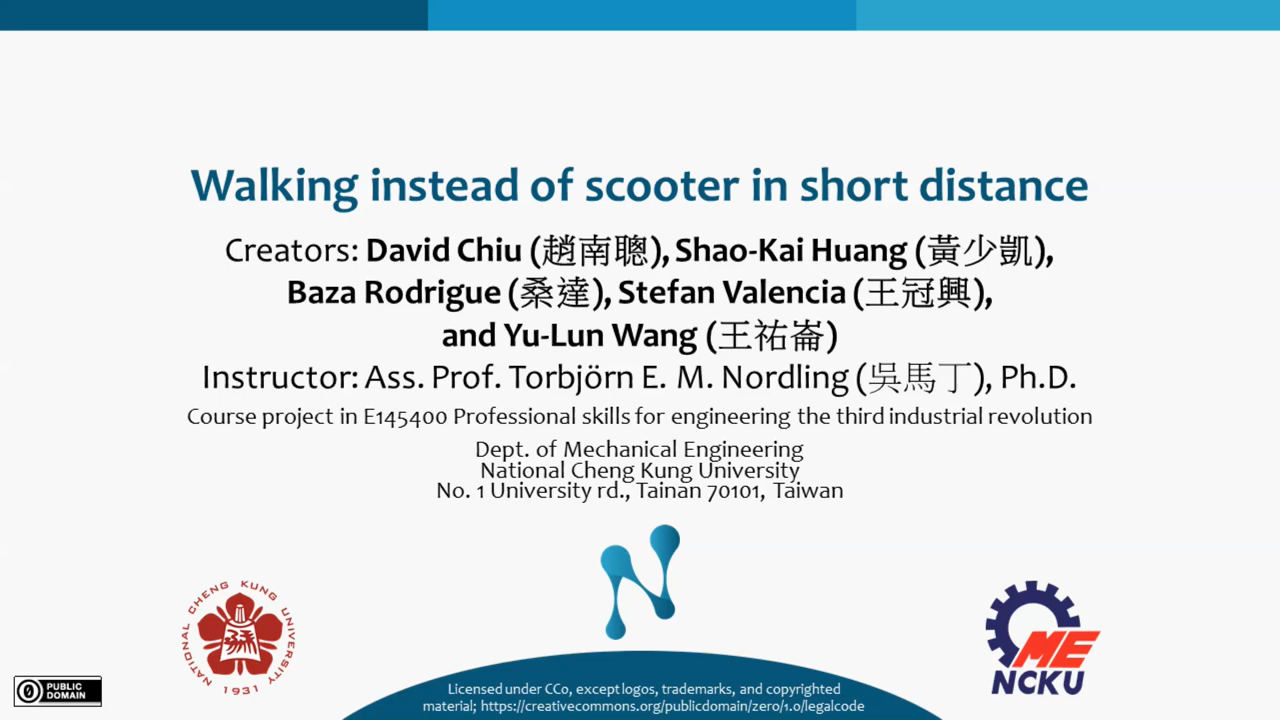 Walking instead of scooter in short distance
Creators: David Chiu (趙南聰), Shao-Kai Huang (黃少凱),
Baza Rodrigue (桑達), Stefan Valencia (王冠興),
and Yu-Lun Wang (王祐崙)
Instructor: Ass. Prof. Torbjörn E. M. Nordling (吳馬丁), Ph.D.
Course project in E145400 Professional skills for engineering the third industrial revolution
Dept. of Mechanical Engineering
National Cheng Kung University
No. 1 University rd., Tainan 70101, Taiwan
NATIONAL CHENG KUNG UNIVERSITY
1931
ME
NCKU
PUBLIC
DOMAIN
Licensed under CC0, except logos, trademarks, and copyrighted
material; https://creativecommons.org/publicdomain/zero/1.0/legalcode